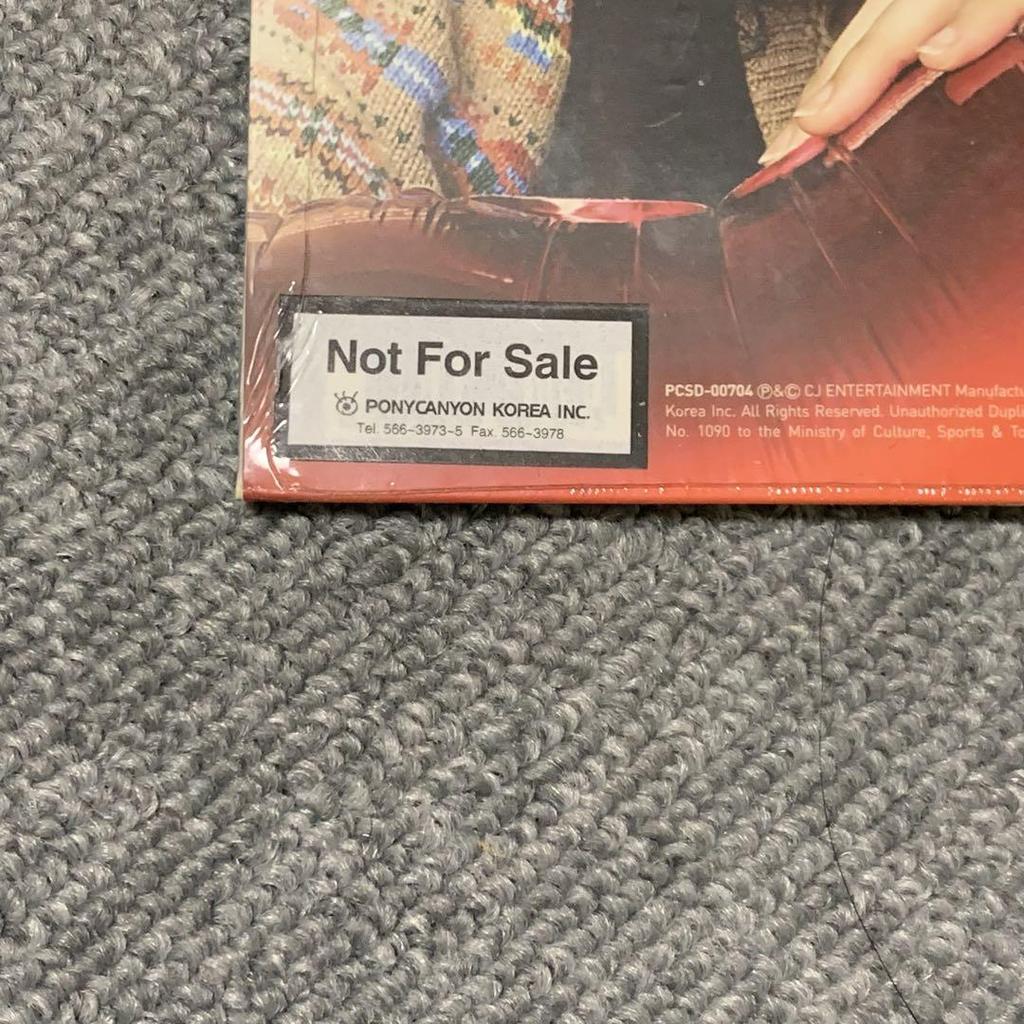 Not For Sale
PONYCANYON KOREA INC.
Tel. 566-3973~5 Fax. 566-3978
PCSD-00704 ℗&© CJ ENTERTAINMENT
Korea Inc. All Rights Reserved. Unauthorized
No. 1090 to the Ministry of Culture, Sports &